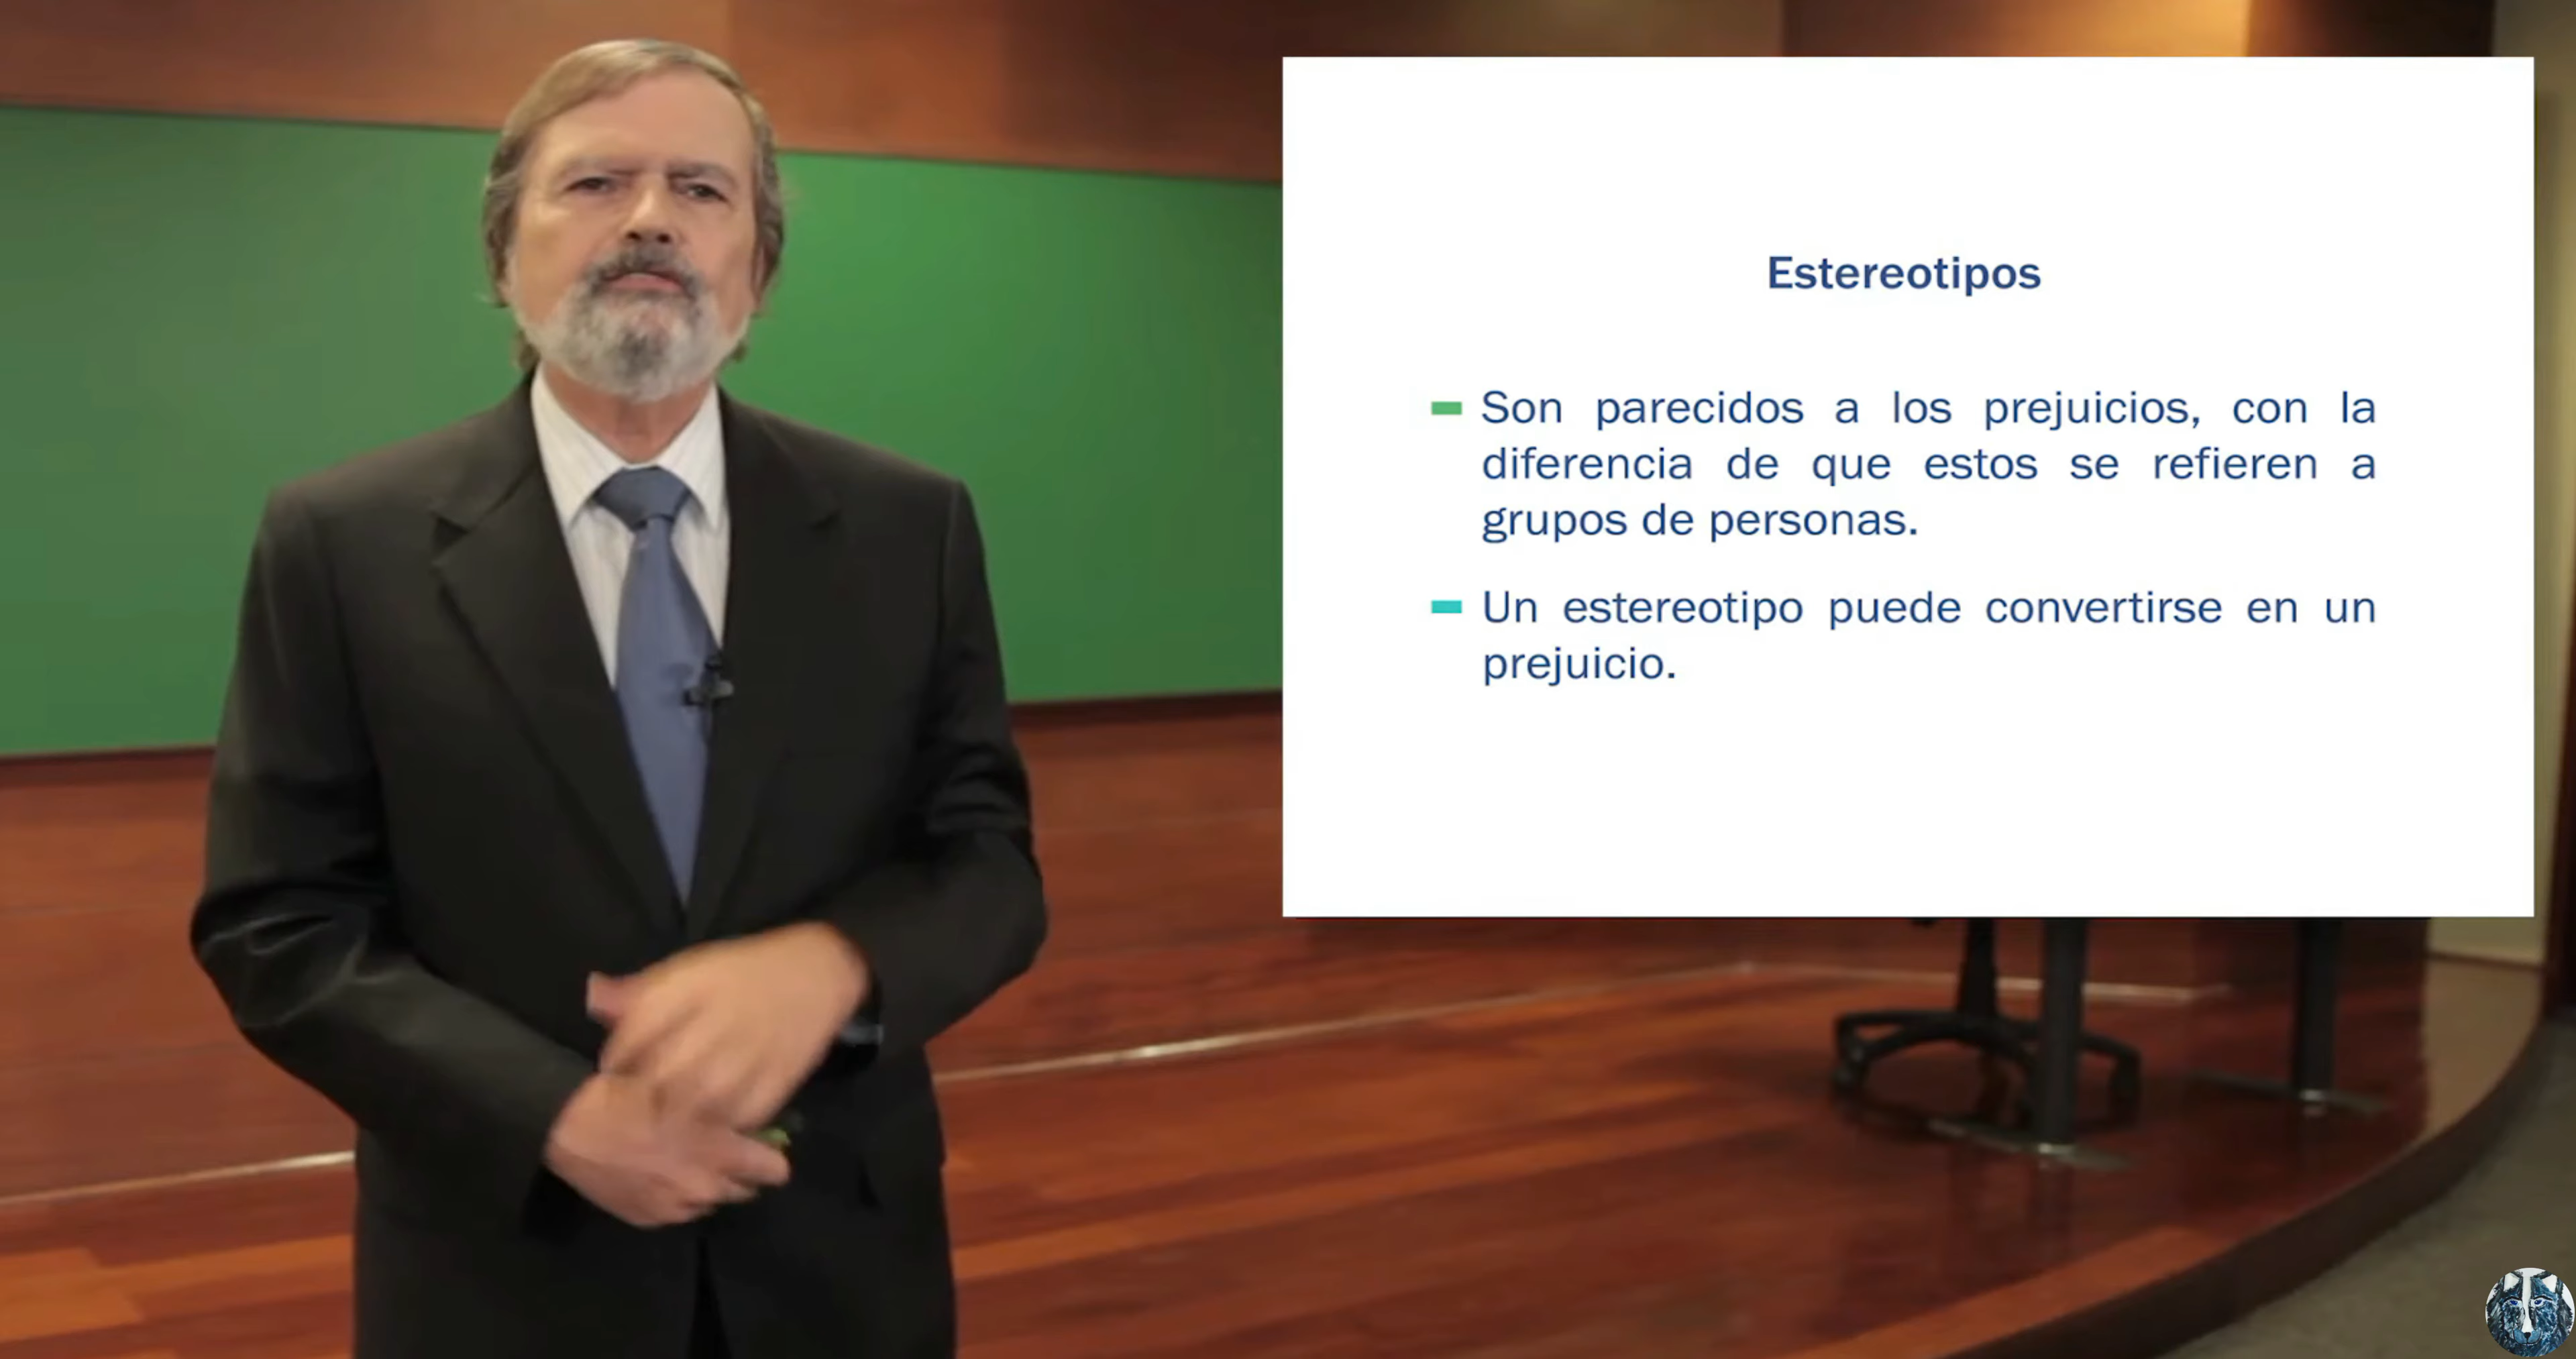 Estereotipos
Son parecidos a los prejuicios, con la
diferencia de que estos se refieren a
grupos de personas.
Un estereotipo puede convertirse en un
prejuicio.